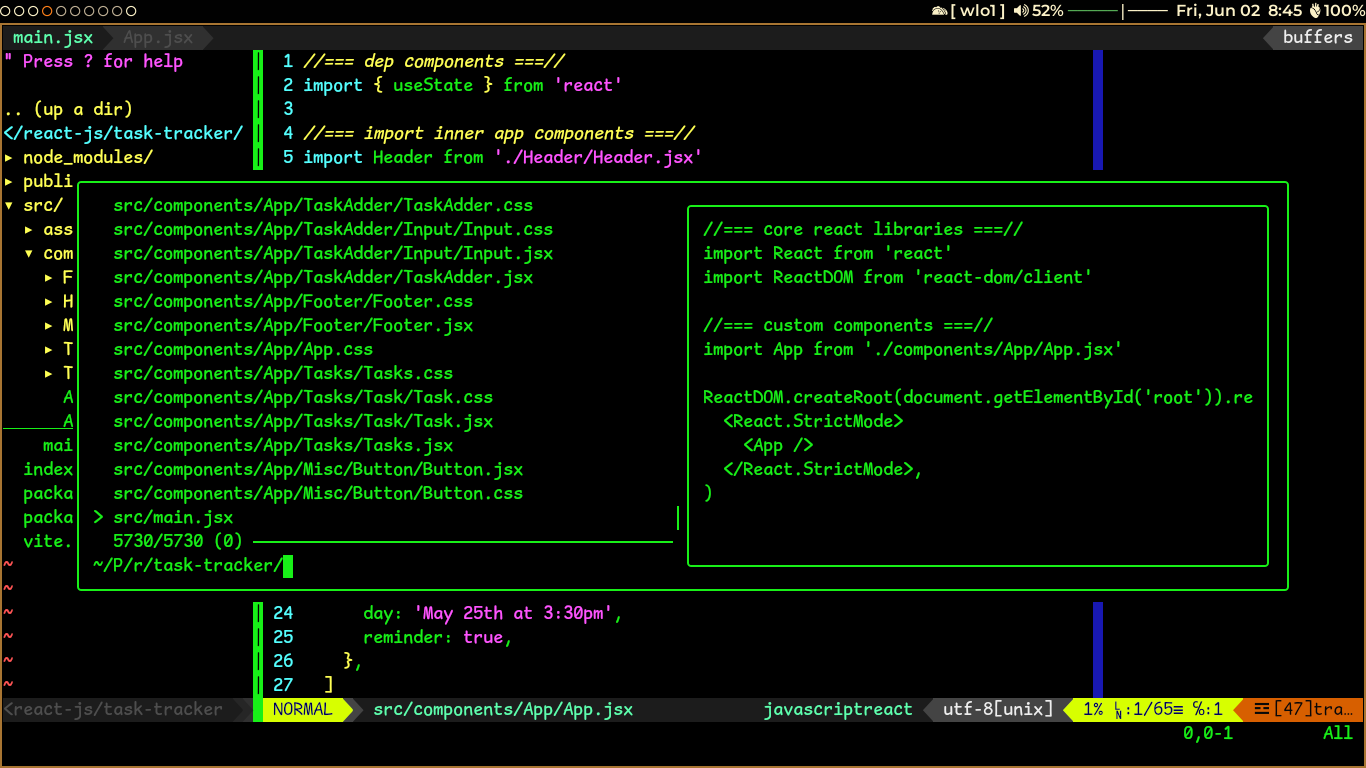 [ wlo1 ] 52% | Fri, Jun 02 8:45 100%
main.jsx App.jsx buffers
" Press ? for help
.. (up a dir)
</react-js/task-tracker/
▸ node_modules/
▸ publi
▾ src/
▸ ass
▾ com
▸ F
▸ H
▸ M
▸ T
▸ T
A
A
mai
index
packa
packa
vite.
~
~
~
~
~
~
1 //=== dep components ===//
2 import { useState } from 'react'
3
4 //=== import inner app components ===//
5 import Header from './Header/Header.jsx'
src/components/App/TaskAdder/TaskAdder.css
src/components/App/TaskAdder/Input/Input.css
src/components/App/TaskAdder/Input/Input.jsx
src/components/App/TaskAdder/TaskAdder.jsx
src/components/App/Footer/Footer.css
src/components/App/Footer/Footer.jsx
src/components/App/App.css
src/components/App/Tasks/Tasks.css
src/components/App/Tasks/Task/Task.css
src/components/App/Tasks/Task/Task.jsx
src/components/App/Tasks/Tasks.jsx
src/components/App/Misc/Button/Button.jsx
src/components/App/Misc/Button/Button.css
> src/main.jsx
5730/5730 (0)
~/P/r/task-tracker/
//=== core react libraries ===//
import React from 'react'
import ReactDOM from 'react-dom/client'
//=== custom components ===//
import App from './components/App/App.jsx'
ReactDOM.createRoot(document.getElementById('root')).re
<React.StrictMode>
<App />
</React.StrictMode>,
)
24 day: 'May 25th at 3:30pm',
25 reminder: true,
26 },
27 ]
<react-js/task-tracker NORMAL src/components/App/App.jsx javascriptreact utf-8[unix] 1% ␤:1/65≡ ℅:1 ☲[47]tra…
0,0-1 All